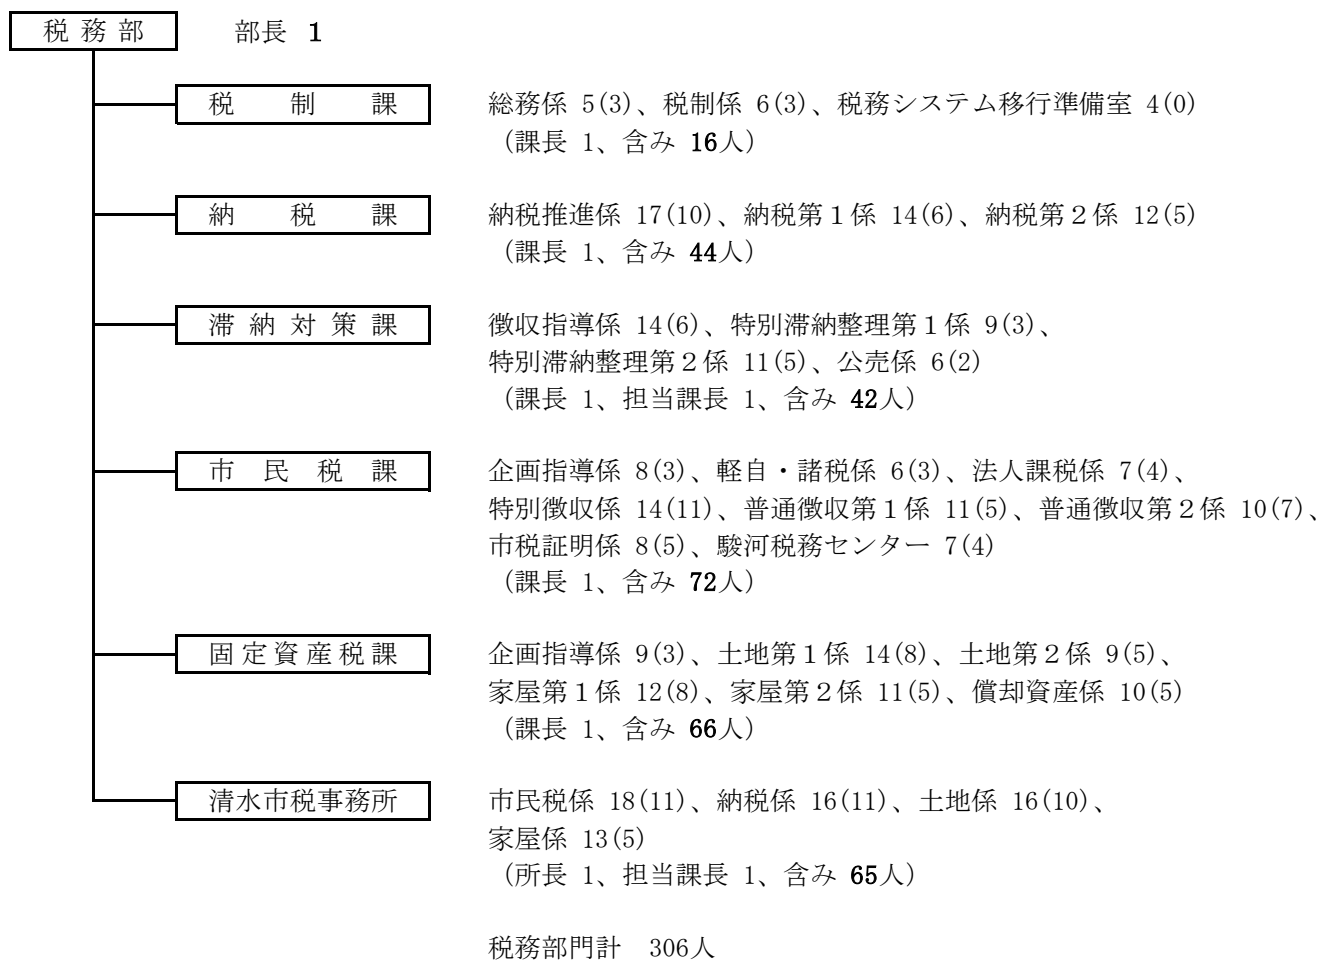 税務部 部長 1
税制課 総務係 5(3)、税制係 6(3)、税務システム移行準備室 4(0)
(課長 1、含み 16人)
納税課 納税推進係 17(10)、納税第1係 14(6)、納税第2係 12(5)
(課長 1、含み 44人)
滞納対策課 徴収指導係 14(6)、特別滞納整理第1係 9(3)、
特別滞納整理第2係 11(5)、公売係 6(2)
(課長 1、担当課長 1、含み 42人)
市民税課 企画指導係 8(3)、軽自・諸税係 6(3)、法人課税係 7(4)、
特別徴収係 14(11)、普通徴収第1係 11(5)、普通徴収第2係 10(7)、
市税証明係 8(5)、駿河税務センター 7(4)
(課長 1、含み 72人)
固定資産税課 企画指導係 9(3)、土地第1係 14(8)、土地第2係 9(5)、
家屋第1係 12(8)、家屋第2係 11(5)、償却資産係 10(5)
(課長 1、含み 66人)
清水市税事務所 市民税係 18(11)、納税係 16(11)、土地係 16(10)、
家屋係 13(5)
(所長 1、担当課長 1、含み 65人)
税務部門計 306人